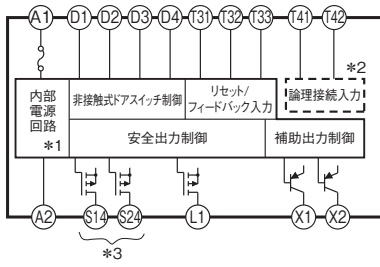 A1 D1 D2 D3 D4 T31 T32 T33 T41 T42
*2
内部電源回路
*1
非接触式ドアスイッチ制御
リセット/
フィードバック入力
論理接続入力
安全出力制御
補助出力制御
A2 S14 S24 L1 X1 X2
*3